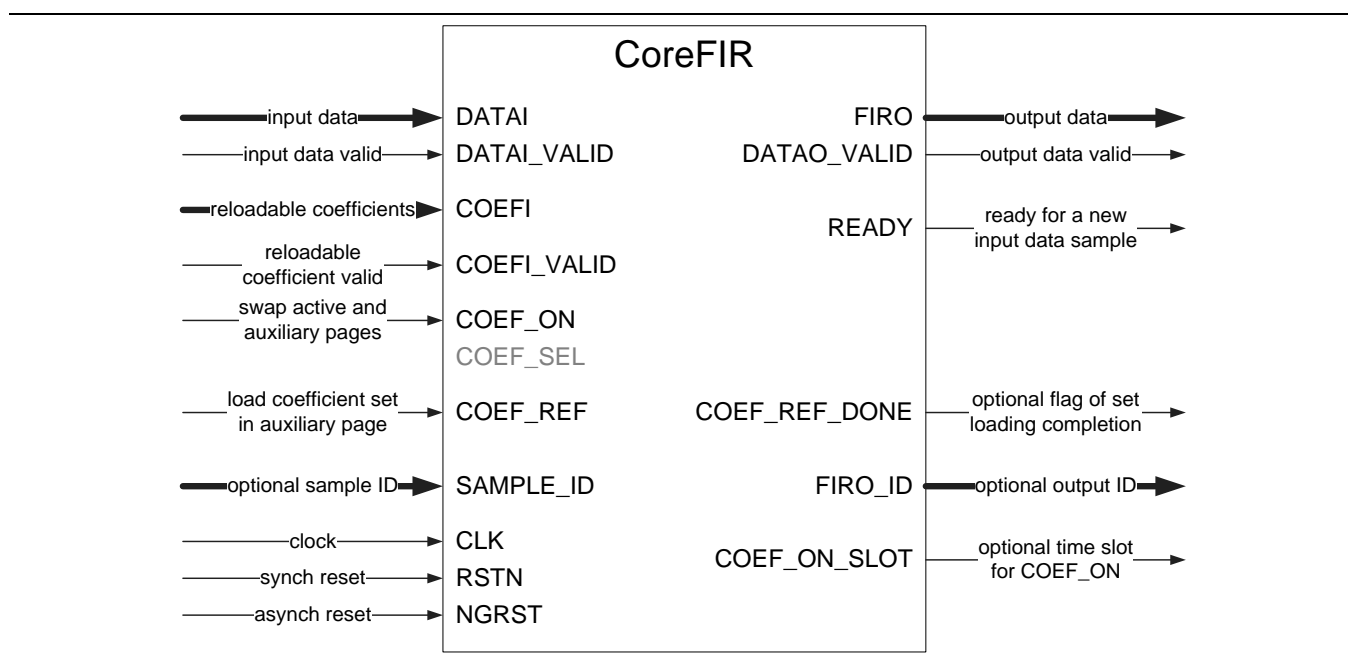 CoreFIR
input data
DATAI
FIRO
output data
input data valid
DATAI_VALID
DATAO_VALID
output data valid
reloadable coefficients
COEFI
READY
ready for a new
input data sample
reloadable
coefficient valid
COEFI_VALID
swap active and
auxiliary pages
COEF_ON
COEF_SEL
load coefficient set
in auxiliary page
COEF_REF
COEF_REF_DONE
optional flag of set
loading completion
optional sample ID
SAMPLE_ID
FIRO_ID
optional output ID
clock
CLK
COEF_ON_SLOT
optional time slot
for COEF_ON
synch reset
RSTN
asynch reset
NGRST